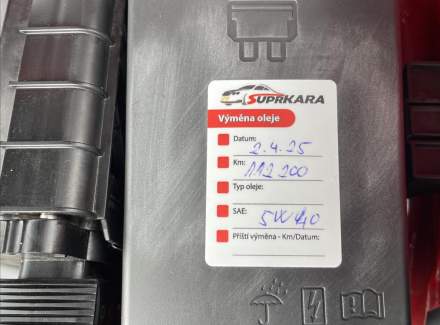 SUPRKARA
Výměna oleje
Datum: 2.4.25
Km: 112 200
Typ oleje:
SAE: 5W40
Příští výměna - Km/Datum: